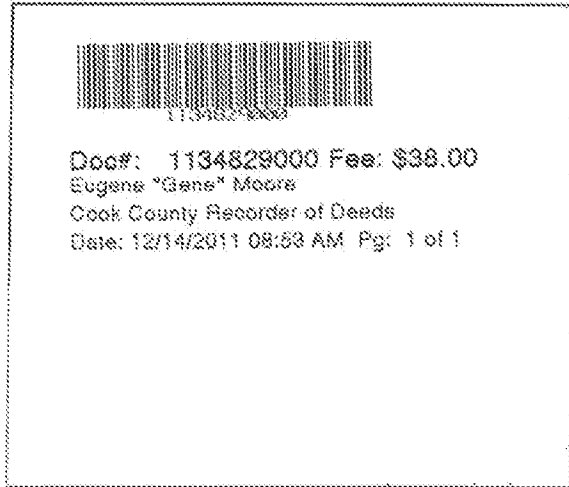 1134829000
Doc#: 1134829000 Fee: $38.00
Eugene "Gene" Moore
Cook County Recorder of Deeds
Date: 12/14/2011 08:53 AM Pg: 1 of 1